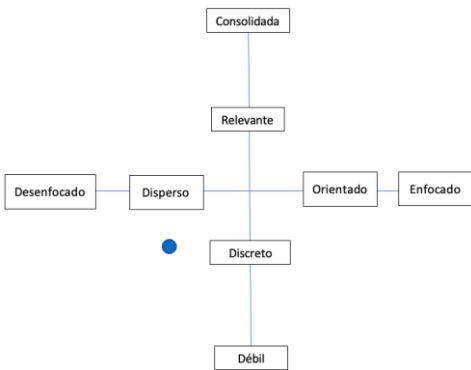 Consolidada
Relevante
Desenfocado
Disperso
Orientado
Enfocado
Discreto
Débil